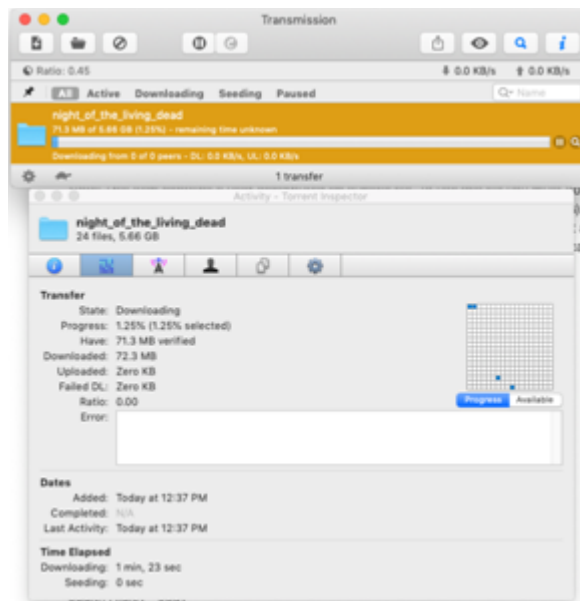 Transmission
Ratio: 0.45 0.0 KB/s 0.0 KB/s
All Active Downloading Seeding Paused Name
night_of_the_living_dead
71.3 MB of 5.66 GB (1.25%) - remaining time unknown
Downloading from 0 of 0 peers - DL: 0.0 KB/s, UL: 0.0 KB/s
1 transfer
Activity - Torrent Inspector
night_of_the_living_dead
24 files, 5.66 GB
Transfer
State: Downloading
Progress: 1.25% (1.25% selected)
Have: 71.3 MB verified
Downloaded: 72.3 MB
Uploaded: Zero KB
Failed DL: Zero KB
Ratio: 0.00
Progress Available
Error:
Dates
Added: Today at 12:37 PM
Completed: N/A
Last Activity: Today at 12:37 PM
Time Elapsed
Downloading: 1 min, 23 sec
Seeding: 0 sec